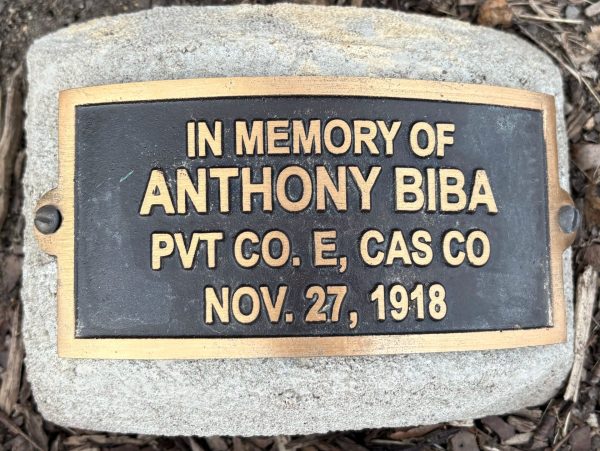 IN MEMORY OF
ANTHONY BIBA
PVT CO. E, CAS CO
NOV. 27, 1918